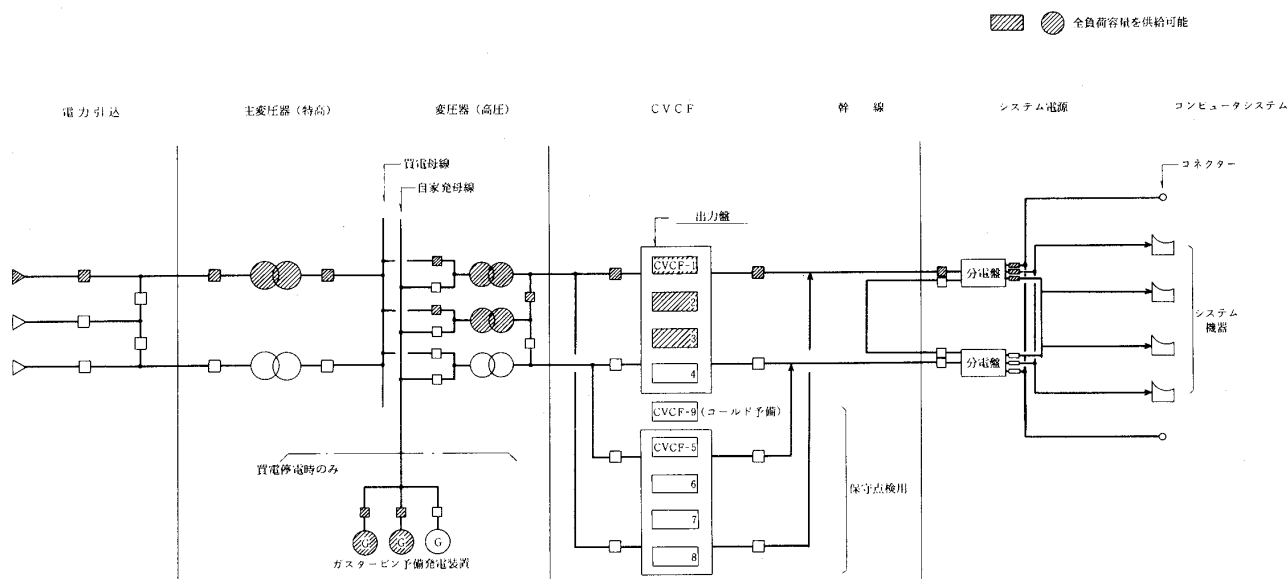 全負荷容量を供給可能
電力引込
主変圧器(特高)
変圧器(高圧)
CVCF
幹線
システム電源
コンピュータシステム
買電母線
自家発母線
コネクター
出力盤
CVCF-1
2
3
4
分電盤
分電盤
システム
機器
CVCF-9(コールド予備)
CVCF-5
6
7
8
保守点検用
買電停電時のみ
G
G
G
ガスタービン予備発電装置